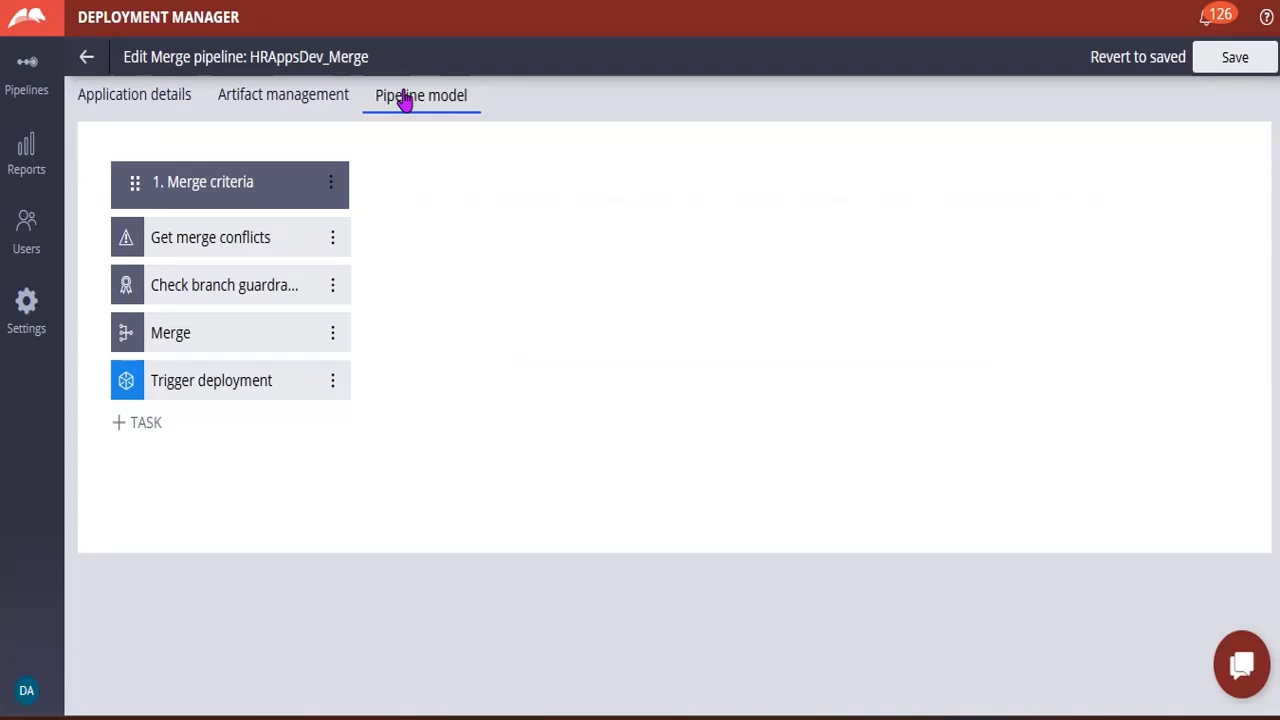 DEPLOYMENT MANAGER
126
Edit Merge pipeline: HRAppsDev_Merge
Revert to saved
Save
Pipelines
Reports
Users
Settings
DA
Application details
Artifact management
Pipeline model
1. Merge criteria
Get merge conflicts
Check branch guardra...
Merge
Trigger deployment
+ TASK